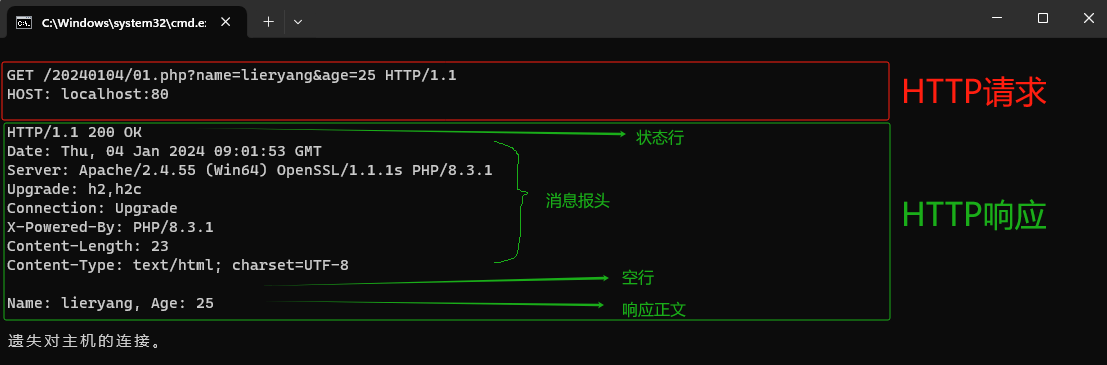 C:\Windows\system32\cmd.e
GET /20240104/01.php?name=lieryang&age=25 HTTP/1.1
HOST: localhost:80
HTTP请求
HTTP/1.1 200 OK
状态行
Date: Thu, 04 Jan 2024 09:01:53 GMT
Server: Apache/2.4.55 (Win64) OpenSSL/1.1.1s PHP/8.3.1
Upgrade: h2,h2c
消息报头
Connection: Upgrade
HTTP响应
X-Powered-By: PHP/8.3.1
Content-Length: 23
Content-Type: text/html; charset=UTF-8
空行
Name: lieryang, Age: 25
响应正文
遗失对主机的连接。